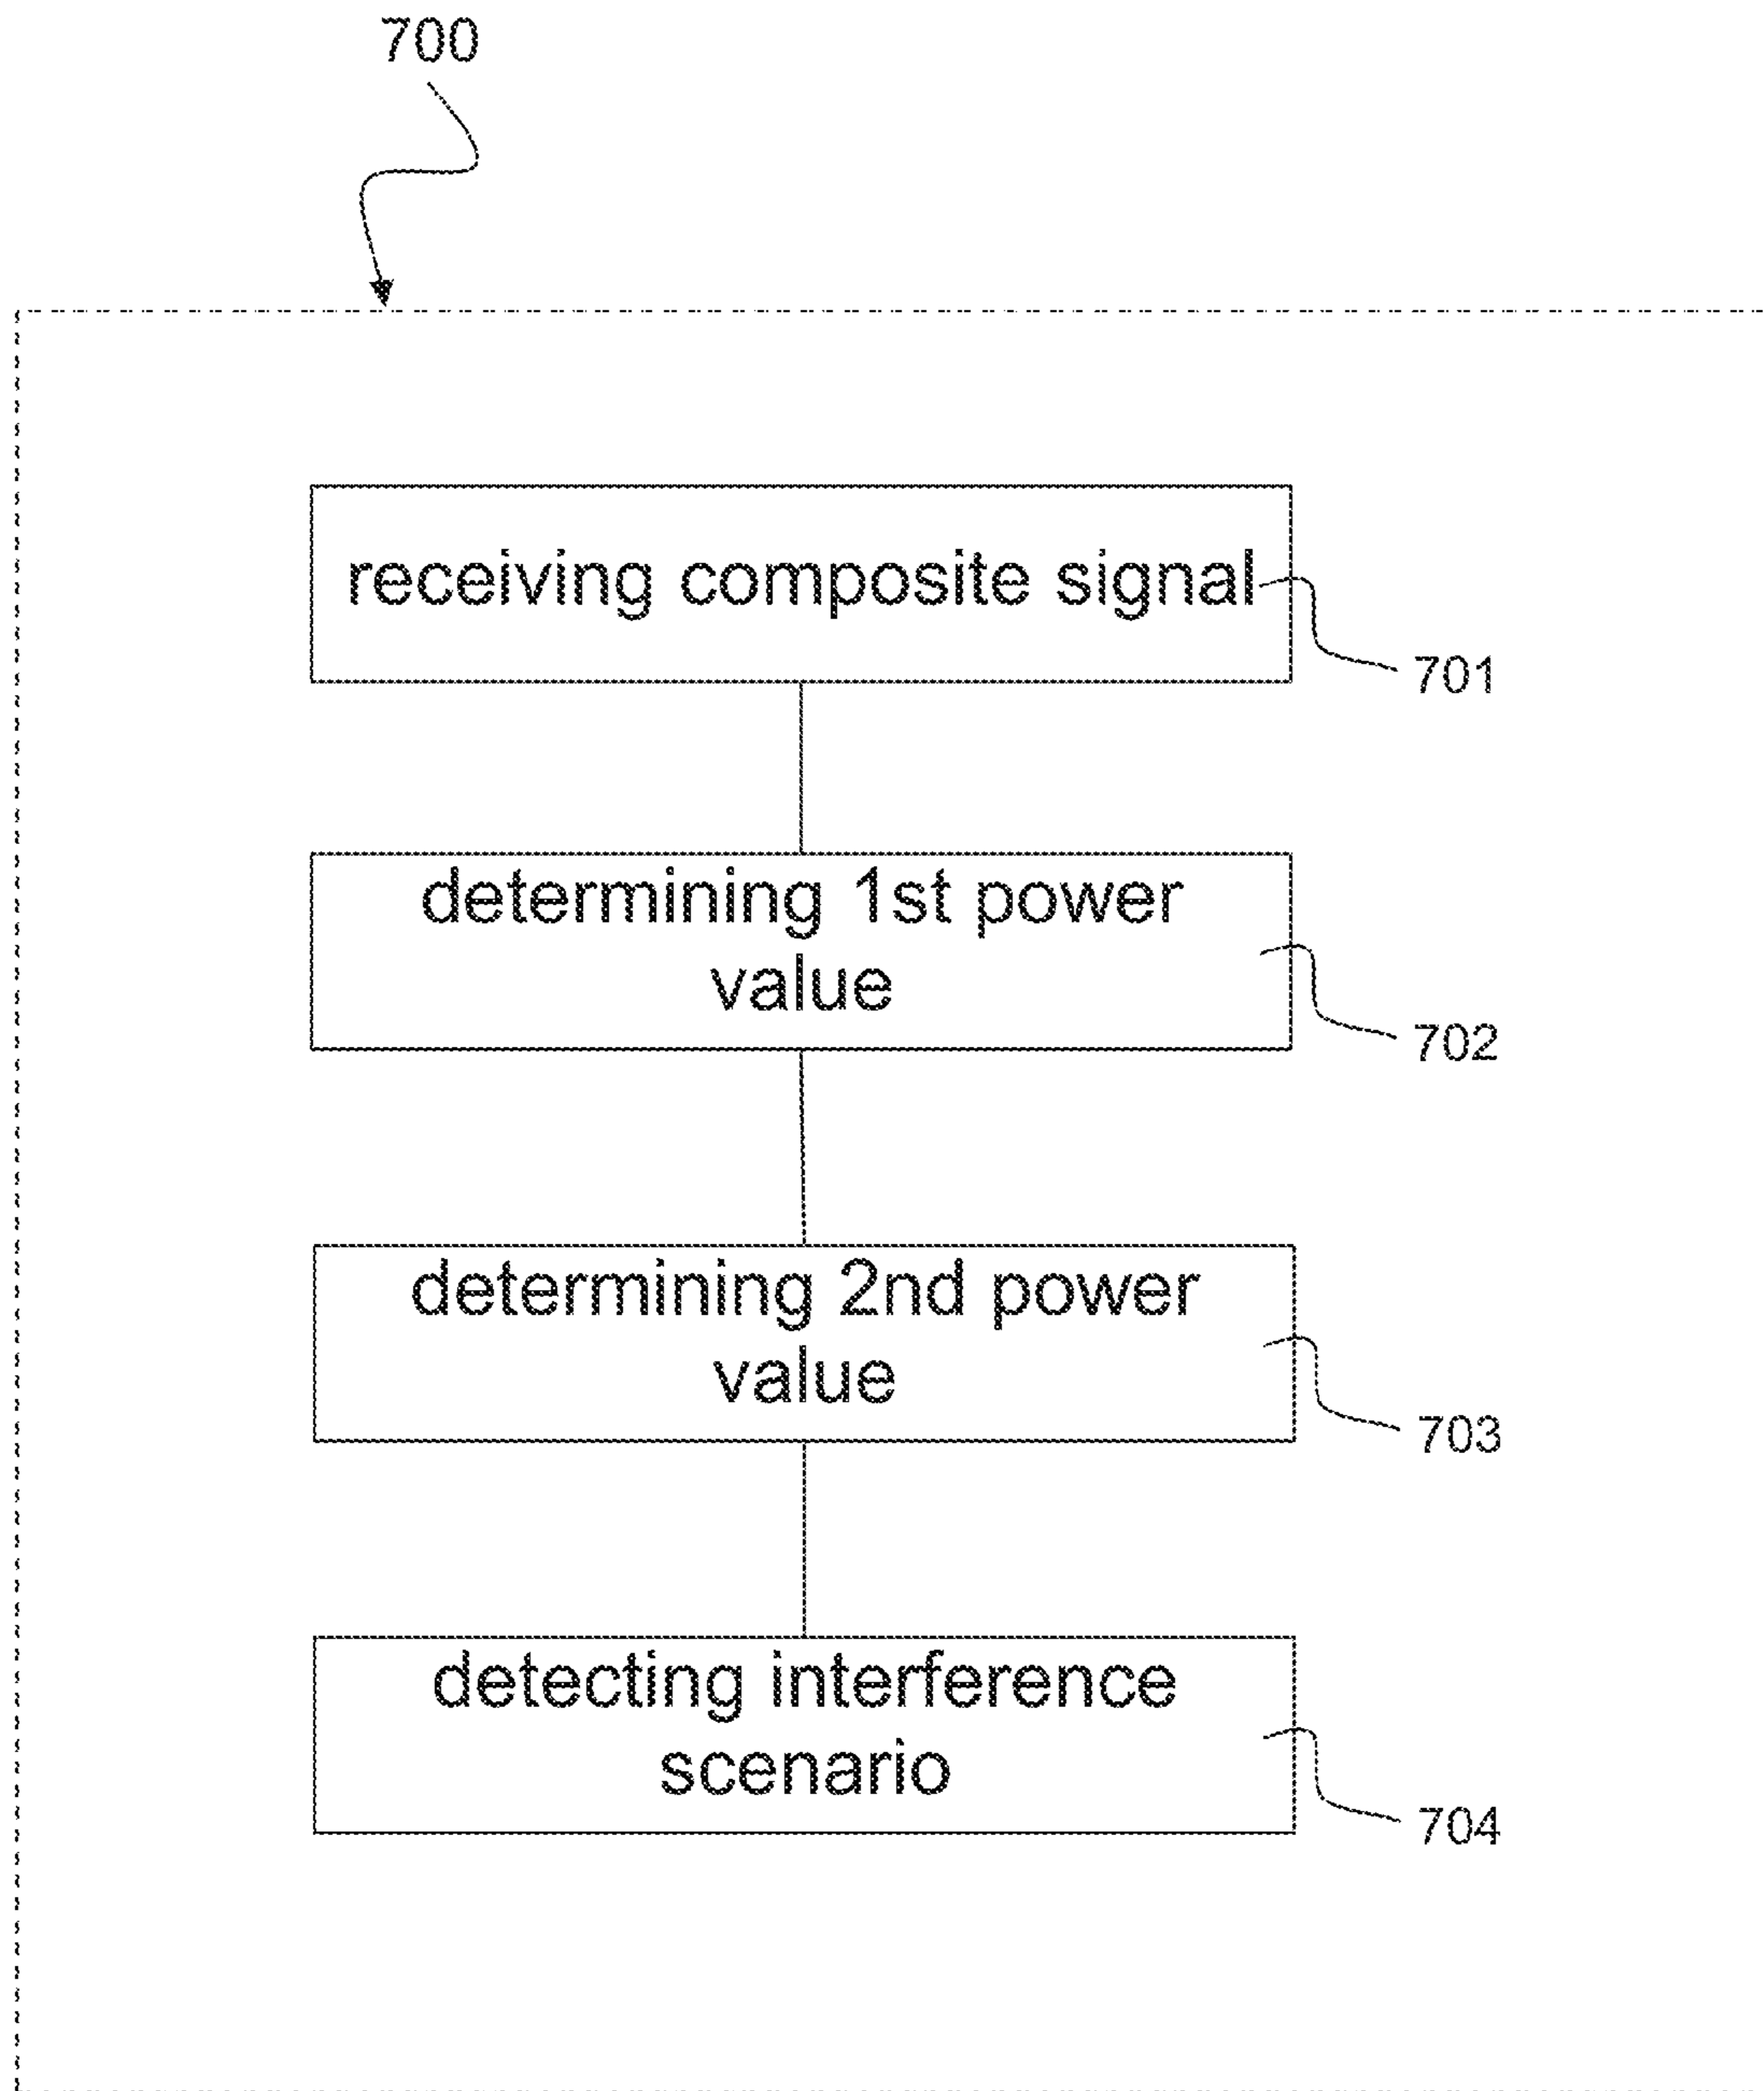 700
receiving composite signal
701
determining 1st power
value
702
determining 2nd power
value
703
detecting interference
scenario
704